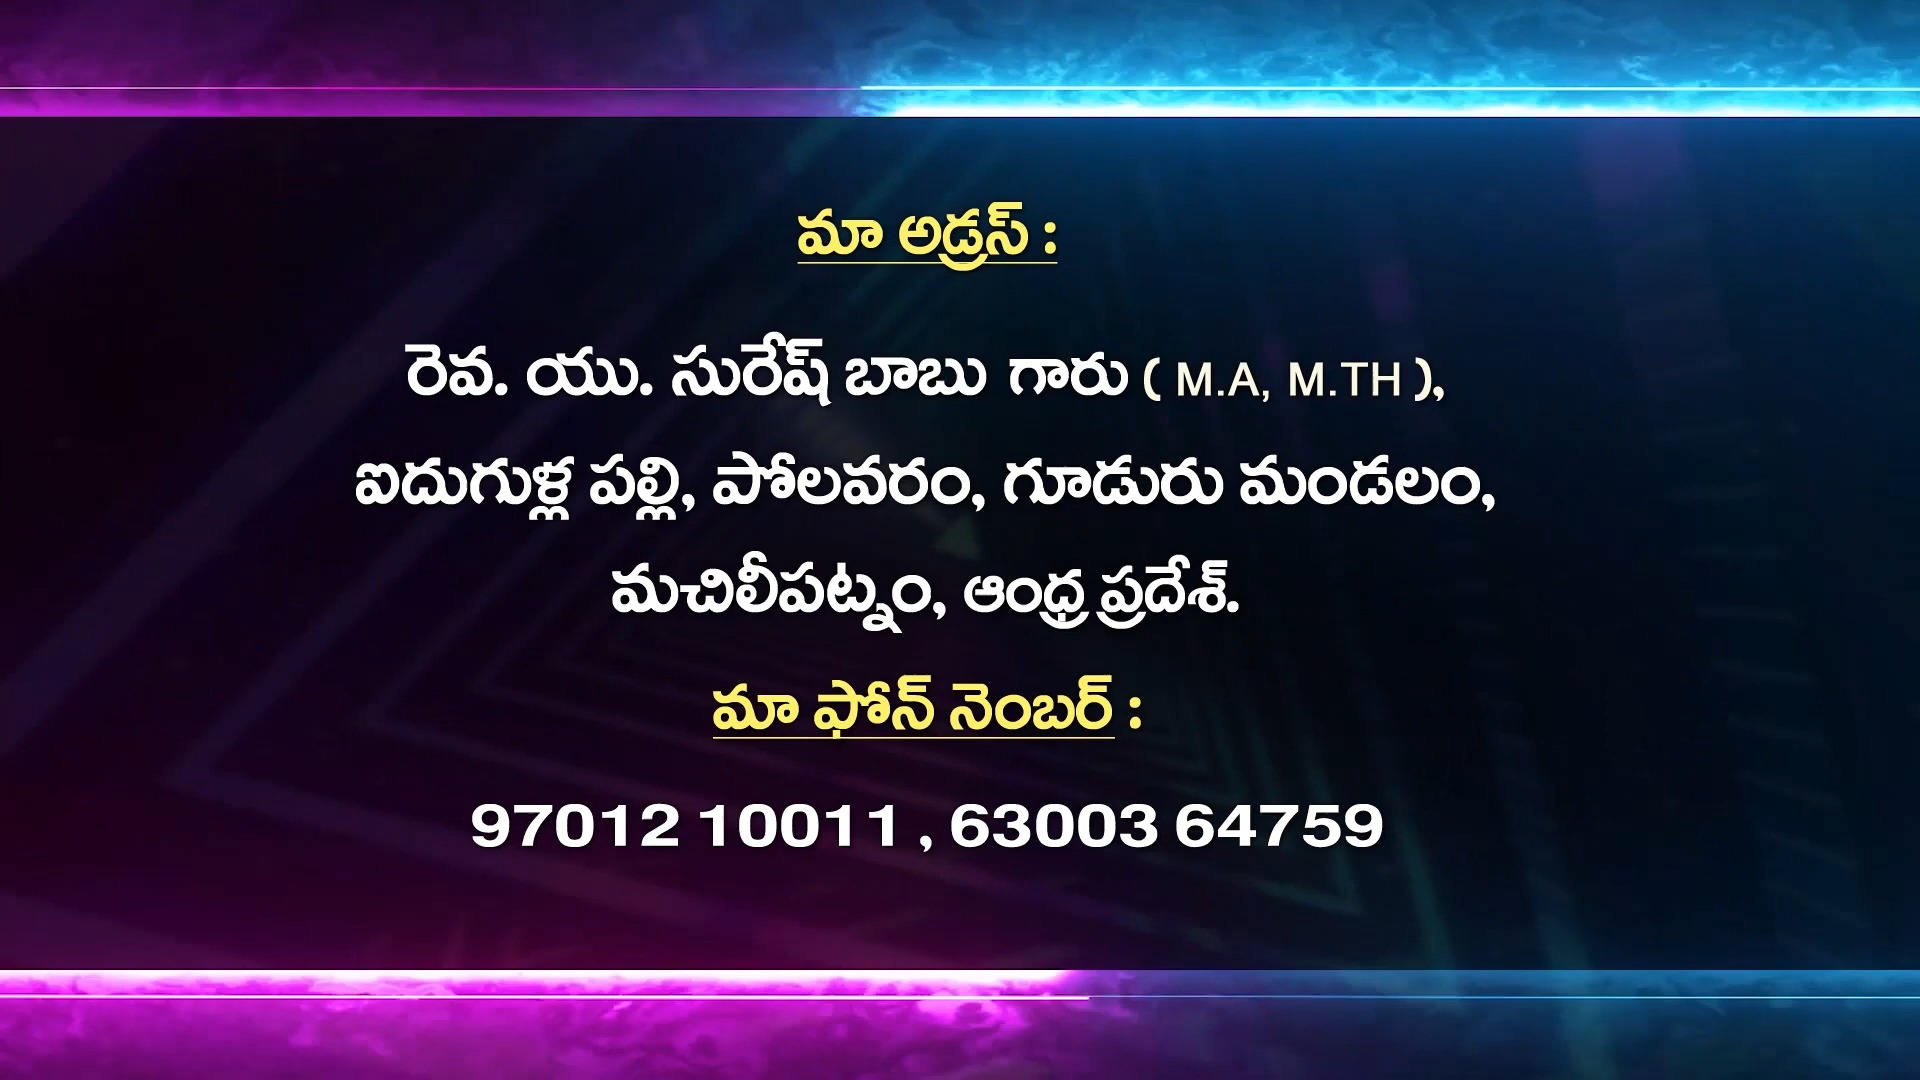 మా అడ్రస్ :
రెవ. యు. సురేష్ బాబు గారు ( M.A, M.TH ),
ఐదుగుళ్ల పల్లి, పోలవరం, గూడురు మండలం,
మచిలీపట్నం, ఆంధ్ర ప్రదేశ్.
మా ఫోన్ నెంబర్ :
97012 10011 , 63003 64759